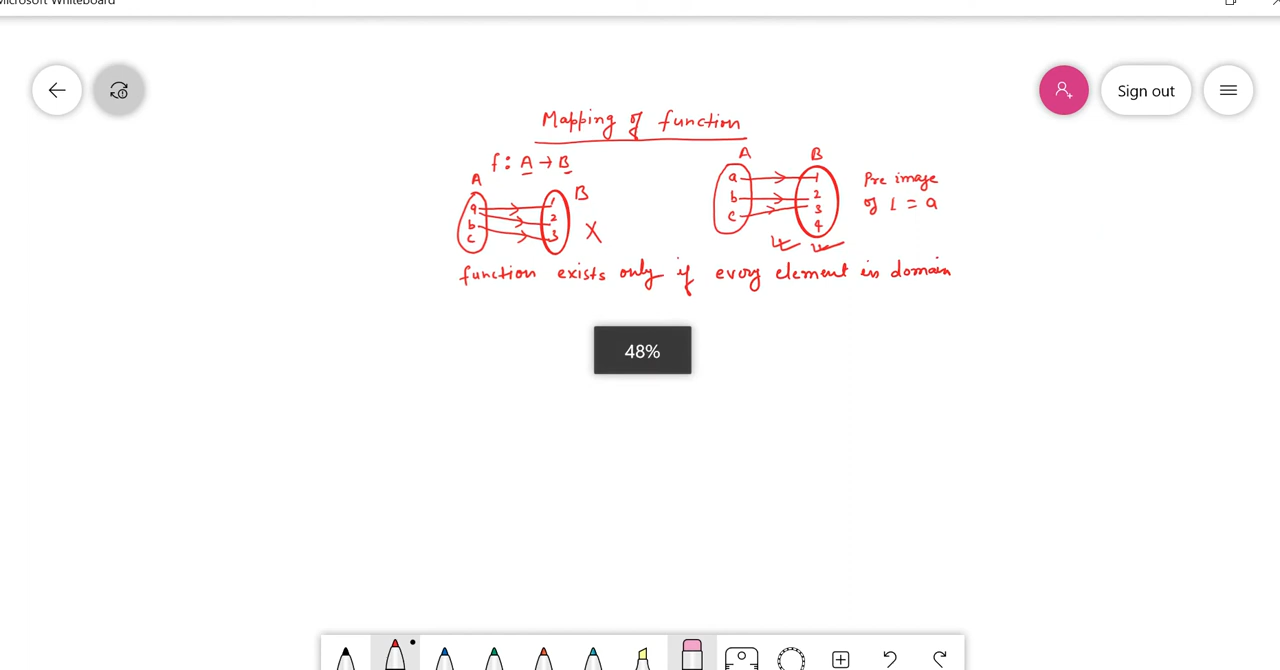 Microsoft Whiteboard
Sign out
Mapping of function
f : A → B
A
B
a
b
c
1
2
3
X
A
B
a
b
c
1
2
3
4
Pre image
of 1 = a
function exists only if every element in domain
48%